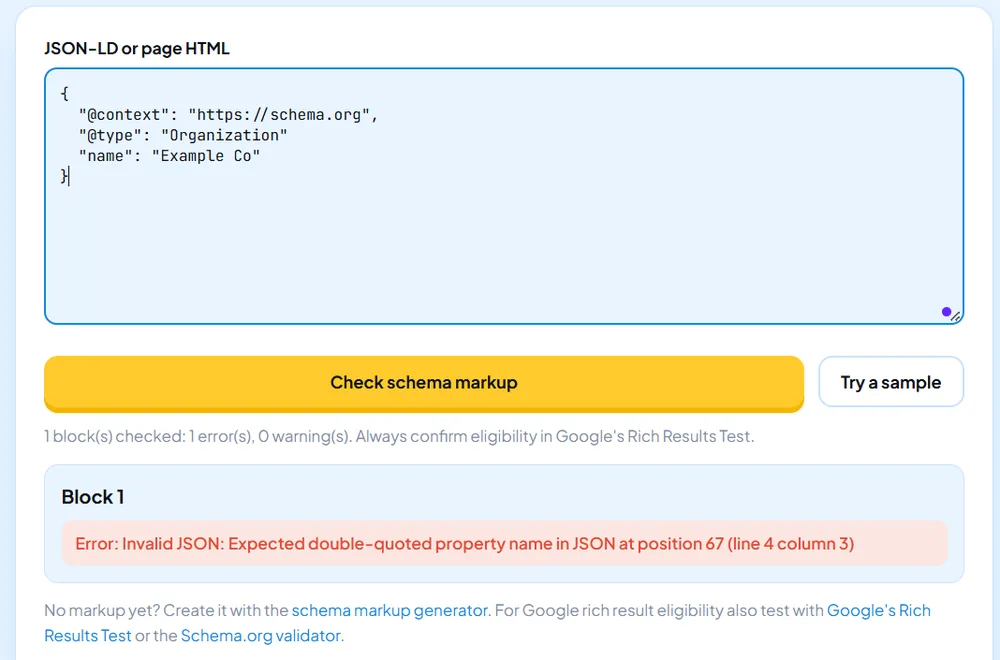 JSON-LD or page HTML
{
  "@context": "https://schema.org",
  "@type": "Organization"
  "name": "Example Co"
}
Check schema markup
Try a sample
1 block(s) checked: 1 error(s), 0 warning(s). Always confirm eligibility in Google's Rich Results Test.
Block 1
Error: Invalid JSON: Expected double-quoted property name in JSON at position 67 (line 4 column 3)
No markup yet? Create it with the schema markup generator. For Google rich result eligibility also test with Google's Rich
Results Test or the Schema.org validator.